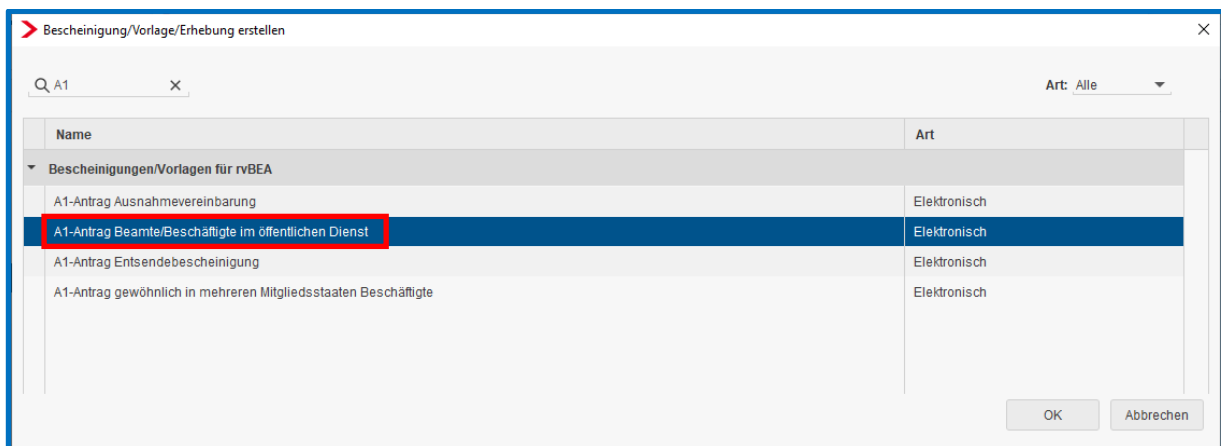 Bescheinigung/Vorlage/Erhebung erstellen
A1
Art: Alle
Name Art
Bescheinigungen/Vorlagen für rvBEA
A1-Antrag Ausnahmevereinbarung Elektronisch
A1-Antrag Beamte/Beschäftigte im öffentlichen Dienst Elektronisch
A1-Antrag Entsendebescheinigung Elektronisch
A1-Antrag gewöhnlich in mehreren Mitgliedsstaaten Beschäftigte Elektronisch
OK Abbrechen